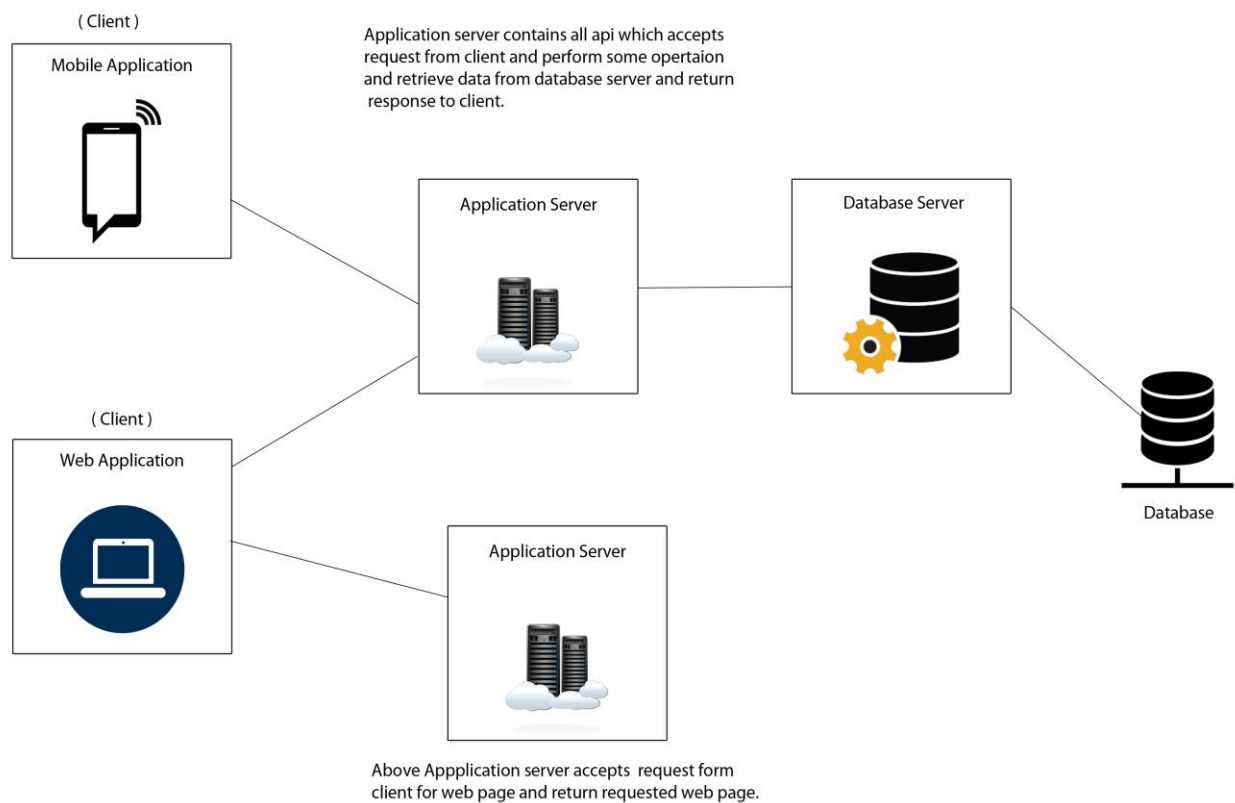 ( Client )
Mobile Application
Application server contains all api which accepts
request from client and perform some opertaion
and retrieve data from database server and return
response to client.
Application Server
Database Server
( Client )
Web Application
Database
Application Server
Above Appplication server accepts request form
client for web page and return requested web page.